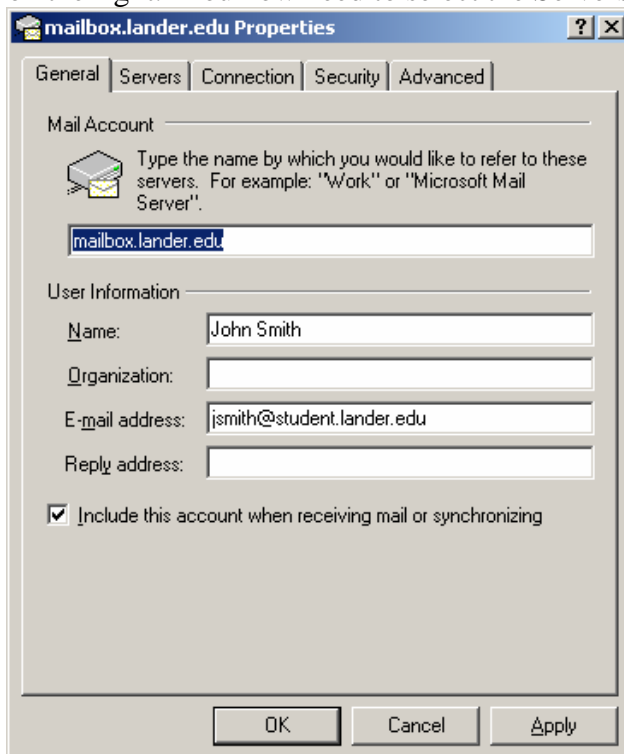 mailbox.lander.edu Properties
General Servers Connection Security Advanced
Mail Account
Type the name by which you would like to refer to these
servers. For example: "Work" or "Microsoft Mail
Server".
mailbox.lander.edu
User Information
Name: John Smith
Organization:
E-mail address: jsmith@student.lander.edu
Reply address:
Include this account when receiving mail or synchronizing
OK Cancel Apply